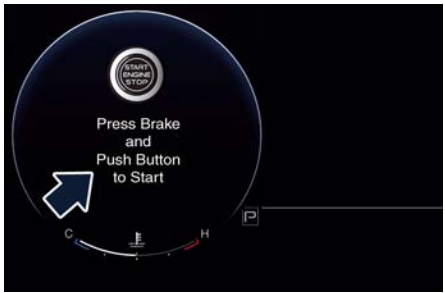 START
ENGINE
STOP
Press Brake
and
Push Button
to Start
C H
P